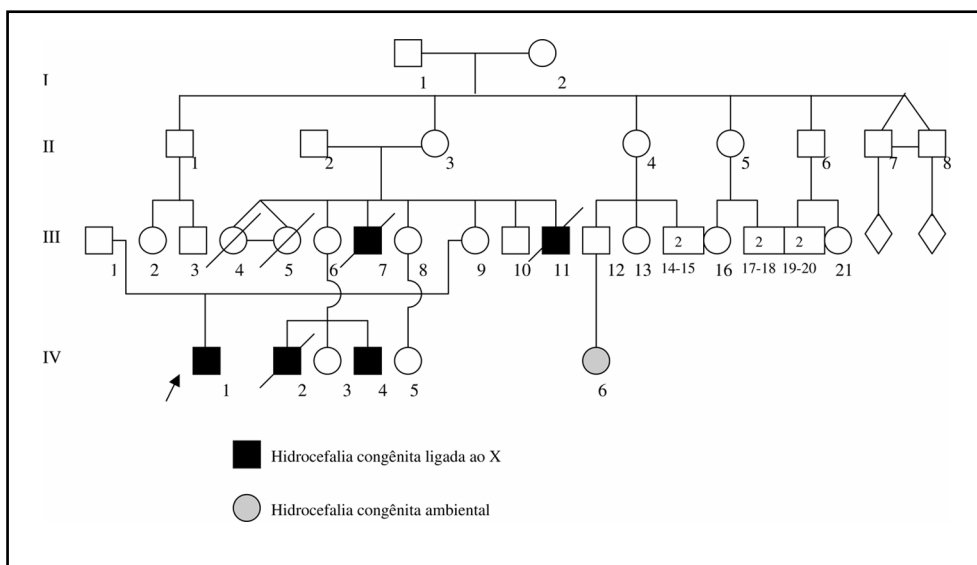 I
1 2
II
1 2 3 4 5 6 7 8
III
2 2 2
1 2 3 4 5 6 7 8 9 10 11 12 13 14-15 16 17-18 19-20 21
IV
1 2 3 4 5 6
Hidrocefalia congênita ligada ao X
Hidrocefalia congênita ambiental